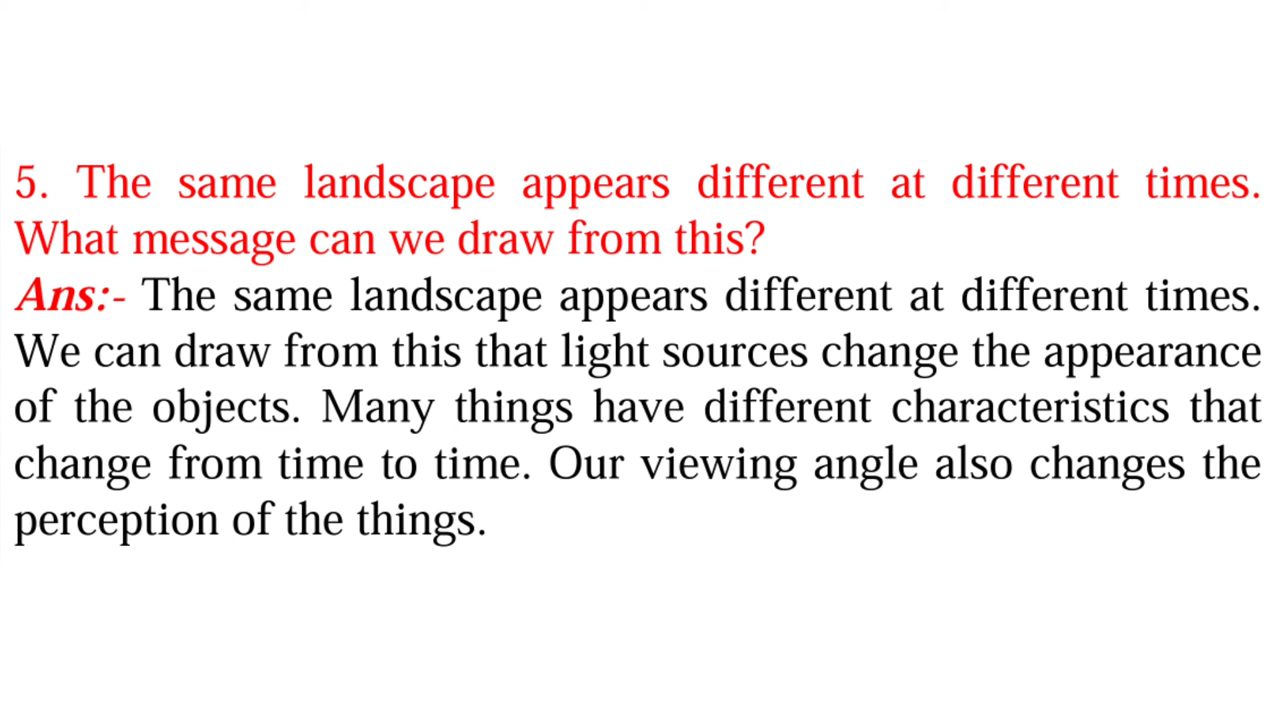 5. The same landscape appears different at different times.
What message can we draw from this?
Ans:- The same landscape appears different at different times.
We can draw from this that light sources change the appearance
of the objects. Many things have different characteristics that
change from time to time. Our viewing angle also changes the
perception of the things.